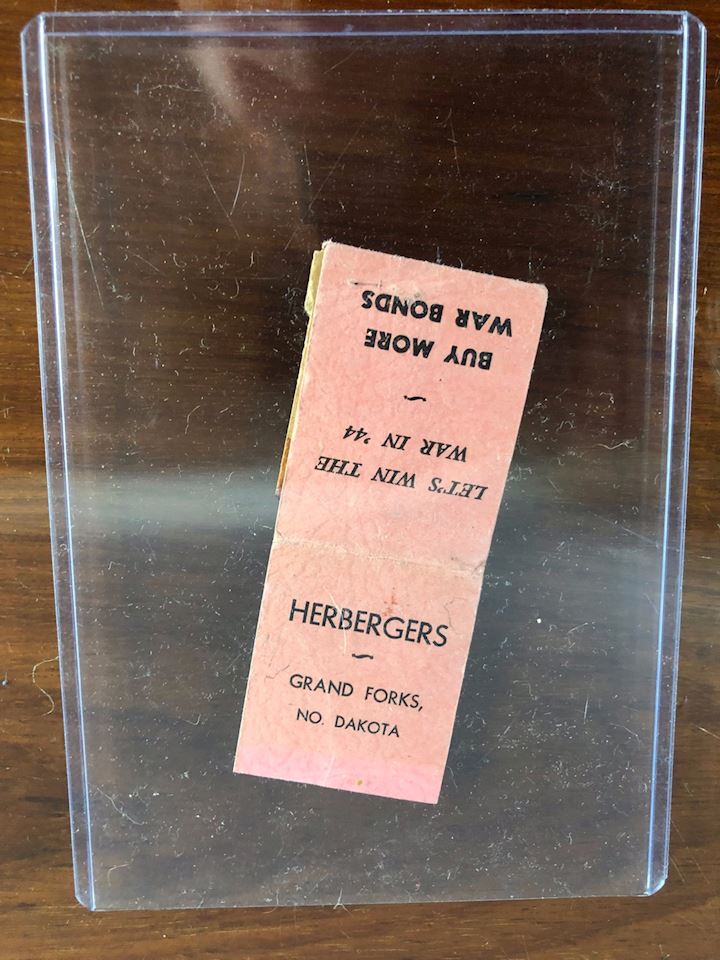 LET'S WIN THE
WAR IN '44
BUY MORE
WAR BONDS
HERBERGERS
GRAND FORKS,
NO. DAKOTA